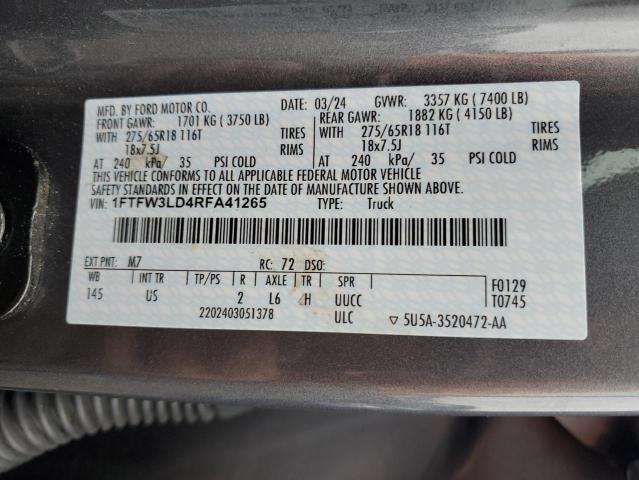 MFD. BY FORD MOTOR CO.
DATE: 03/24 GVWR: 3357 KG ( 7400 LB)
FRONT GAWR: 1701 KG ( 3750 LB)
REAR GAWR: 1882 KG ( 4150 LB)
WITH 275/65R18 116T TIRES
WITH 275/65R18 116T TIRES
18x7.5J RIMS
18x7.5J RIMS
AT 240 kPa/ 35 PSI COLD
AT 240 kPa/ 35 PSI COLD
THIS VEHICLE CONFORMS TO ALL APPLICABLE FEDERAL MOTOR VEHICLE
SAFETY STANDARDS IN EFFECT ON THE DATE OF MANUFACTURE SHOWN ABOVE.
VIN: 1FTFW3LD4RFA41265 TYPE: Truck
EXT PNT: M7 RC: 72 DSO:
WB INT TR TP/PS R AXLE TR SPR
145 US 2 L6 H UUCC
2202403051378 ULC
F0129
T0745
▽ 5U5A-3520472-AA